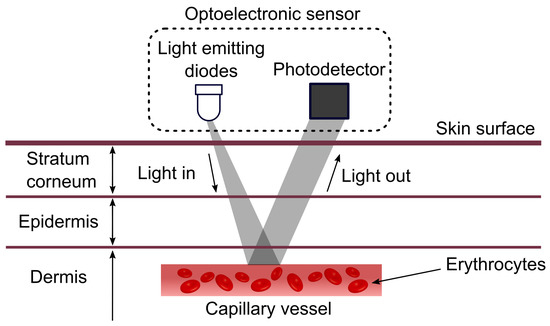 Optoelectronic sensor
Light emitting
diodes
Photodetector
Skin surface
Stratum
corneum
Light in
Light out
Epidermis
Dermis
Erythrocytes
Capillary vessel